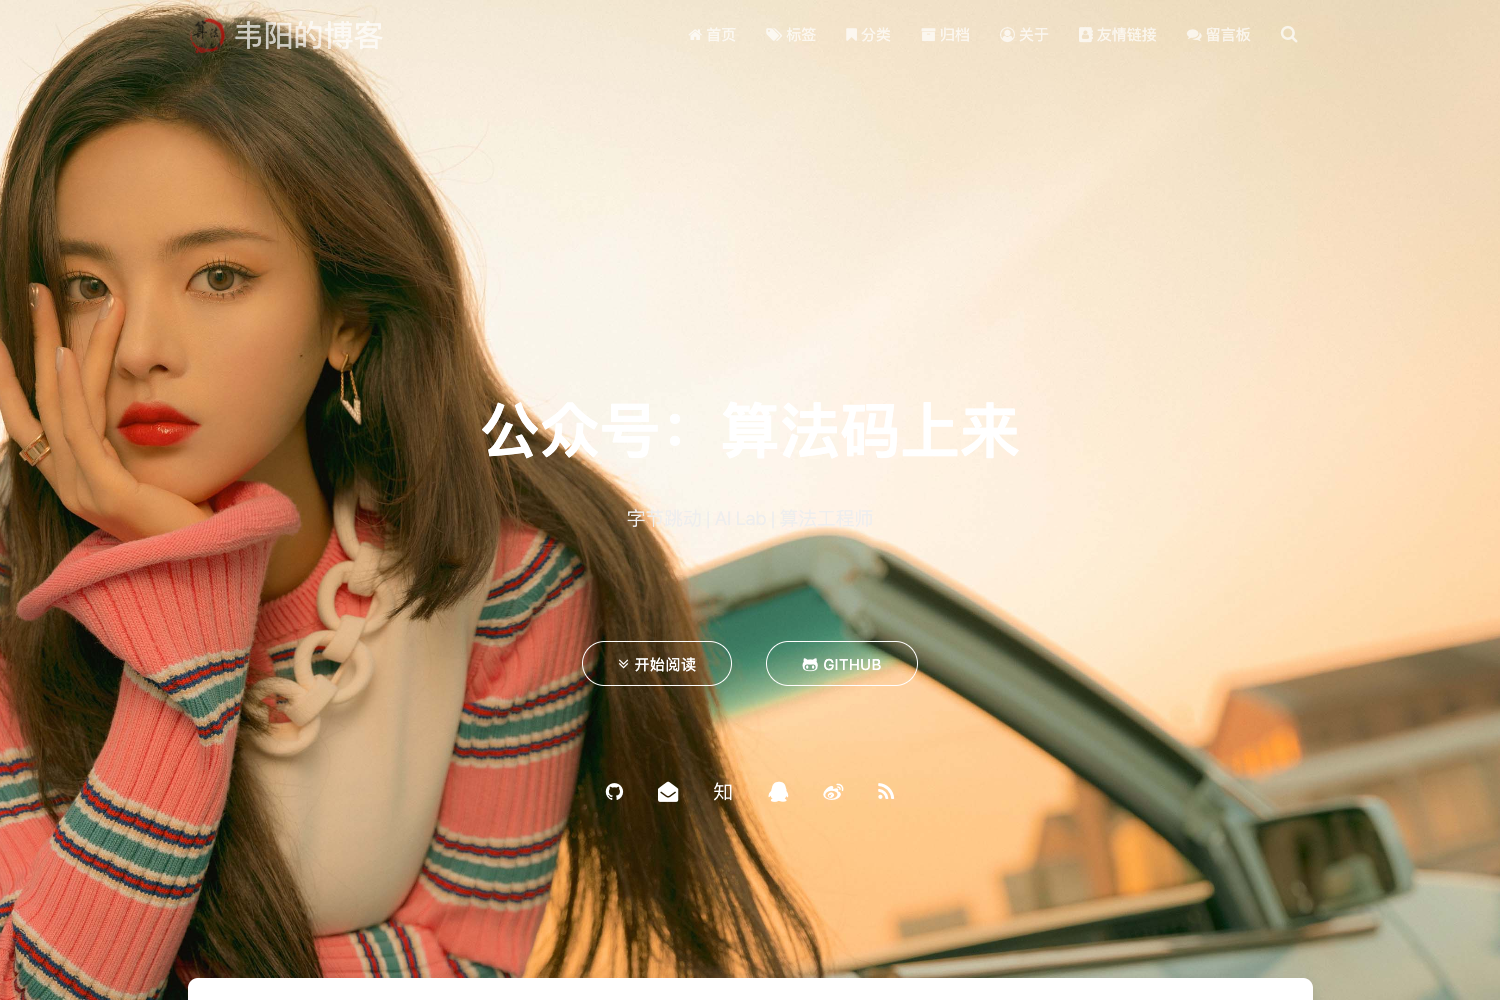 韦阳的博客
首页 标签 分类 归档 关于 友情链接 留言板
公众号：算法码上来
字节跳动 | AI Lab | 算法工程师
开始阅读 GITHUB
知